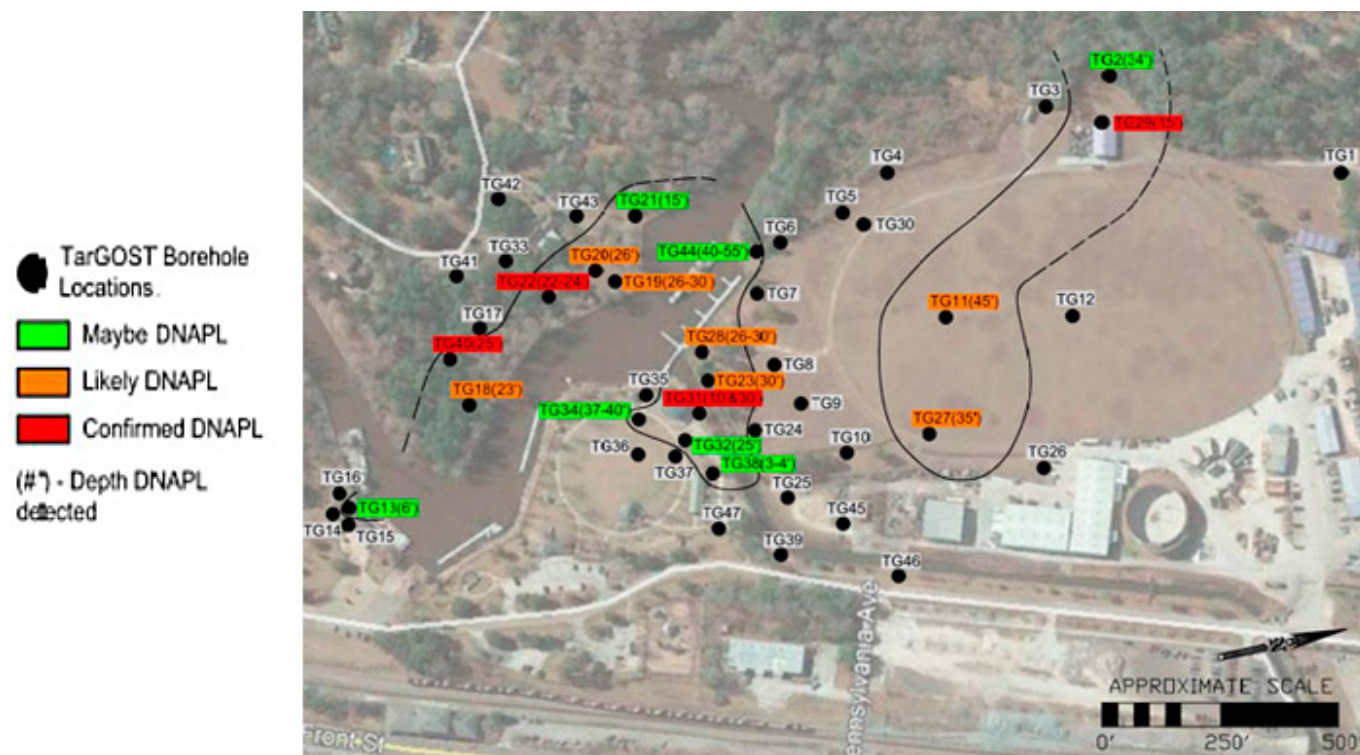 TarGOST Borehole
Locations.
Maybe DNAPL
Likely DNAPL
Confirmed DNAPL
(#') - Depth DNAPL
detected
TG2(34')
TG3
TG29(15')
TG1
TG4
TG42
TG43
TG21(15')
TG5
TG30
TG6
TG44(40-55')
TG33
TG41
TG20(26')
TG22(22-24'
TG19(26-30')
TG7
TG11(45')
TG12
TG17
TG40(25')
TG28(26-30')
TG8
TG18(23')
TG23(30')
TG35
TG31(10'&30')
TG9
TG34(37-40')
TG24
TG27(35')
TG36
TG32(25')
TG10
TG37
TG38(3-4')
TG26
TG16
TG13(6')
TG25
TG14
TG15
TG47
TG45
TG39
TG46
ennsylvania Ave
APPROXIMATE SCALE
0' 250' 500
Front St